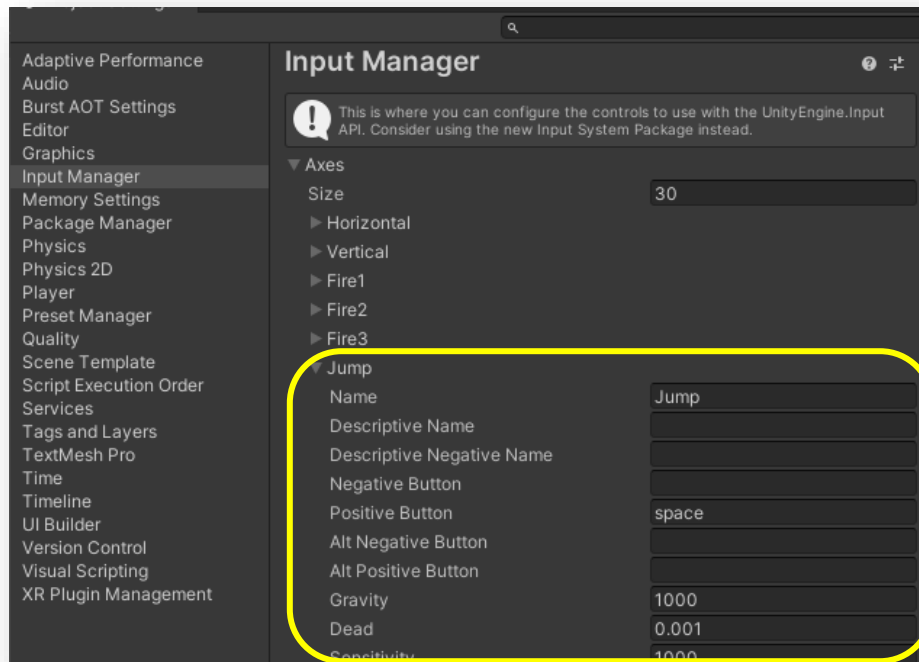 Adaptive Performance
Audio
Burst AOT Settings
Editor
Graphics
Input Manager
Memory Settings
Package Manager
Physics
Physics 2D
Player
Preset Manager
Quality
Scene Template
Script Execution Order
Services
Tags and Layers
TextMesh Pro
Time
Timeline
UI Builder
Version Control
Visual Scripting
XR Plugin Management
Input Manager
This is where you can configure the controls to use with the UnityEngine.Input
API. Consider using the new Input System Package instead.
Axes
Size 30
Horizontal
Vertical
Fire1
Fire2
Fire3
Jump
Name Jump
Descriptive Name
Descriptive Negative Name
Negative Button
Positive Button space
Alt Negative Button
Alt Positive Button
Gravity 1000
Dead 0.001
Sensitivity 1000